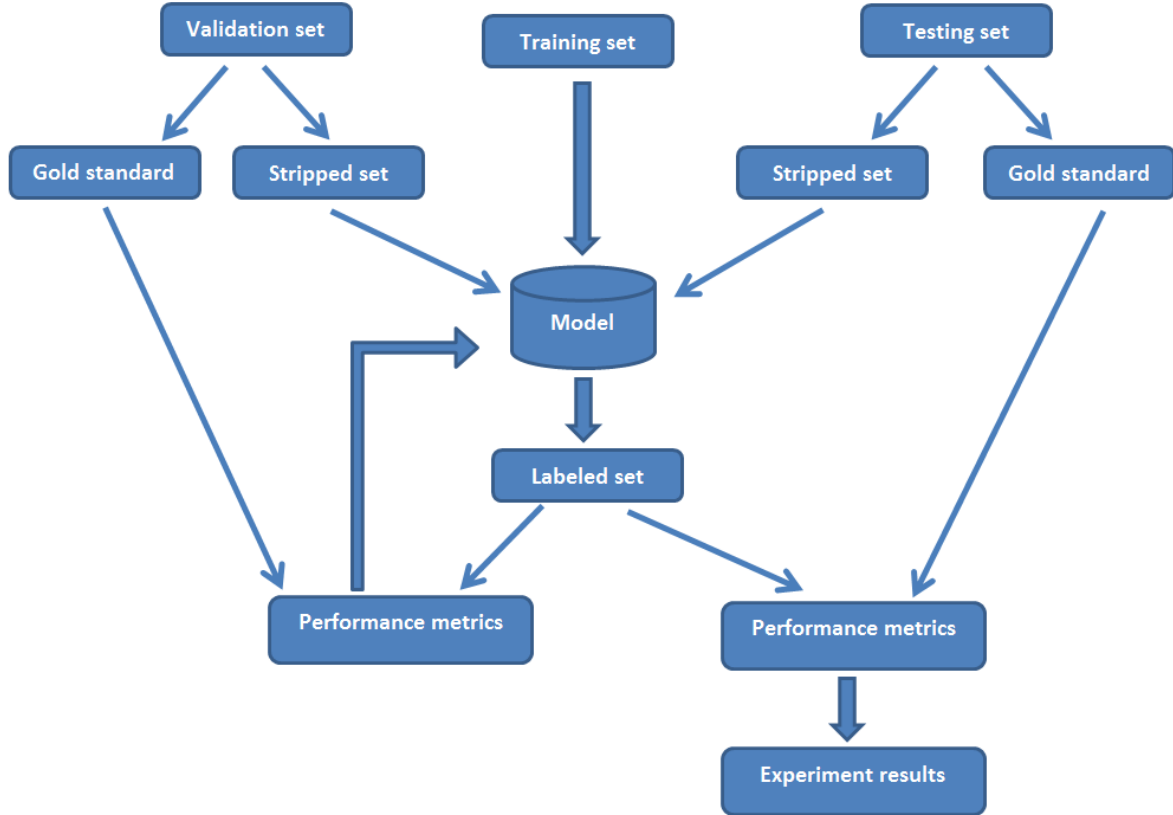 Validation set
Training set
Testing set
Gold standard
Stripped set
Stripped set
Gold standard
Model
Labeled set
Performance metrics
Performance metrics
Experiment results